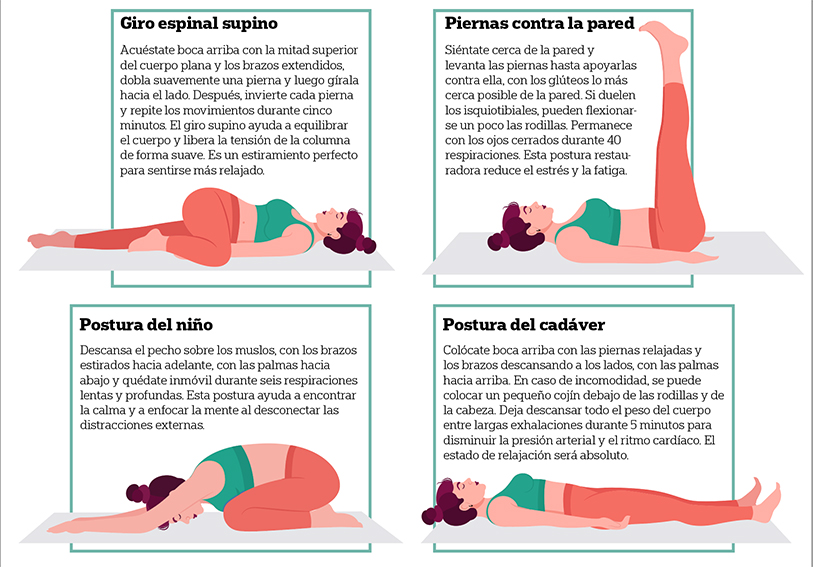 Giro espinal supino
Acuéstate boca arriba con la mitad superior
del cuerpo plana y los brazos extendidos,
dobla suavemente una pierna y luego gírala
hacia el lado. Después, invierte cada pierna
y repite los movimientos durante cinco
minutos. El giro supino ayuda a equilibrar
el cuerpo y libera la tensión de la columna
de forma suave. Es un estiramiento perfecto
para sentirse más relajado.
Piernas contra la pared
Siéntate cerca de la pared y
levanta las piernas hasta apoyarlas
contra ella, con los glúteos lo más
cerca posible de la pared. Si duelen
los isquiotibiales, pueden flexionar-
se un poco las rodillas. Permanece
con los ojos cerrados durante 40
respiraciones. Esta postura restau-
radora reduce el estrés y la fatiga.
Postura del niño
Descansa el pecho sobre los muslos, con los brazos
estirados hacia adelante, con las palmas hacia
abajo y quédate inmóvil durante seis respiraciones
lentas y profundas. Esta postura ayuda a encontrar
la calma y a enfocar la mente al desconectar las
distracciones externas.
Postura del cadáver
Colócate boca arriba con las piernas relajadas y
los brazos descansando a los lados, con las palmas
hacia arriba. En caso de incomodidad, se puede
colocar un pequeño cojín debajo de las rodillas y de
la cabeza. Deja descansar todo el peso del cuerpo
entre largas exhalaciones durante 5 minutos para
disminuir la presión arterial y el ritmo cardíaco. El
estado de relajación será absoluto.